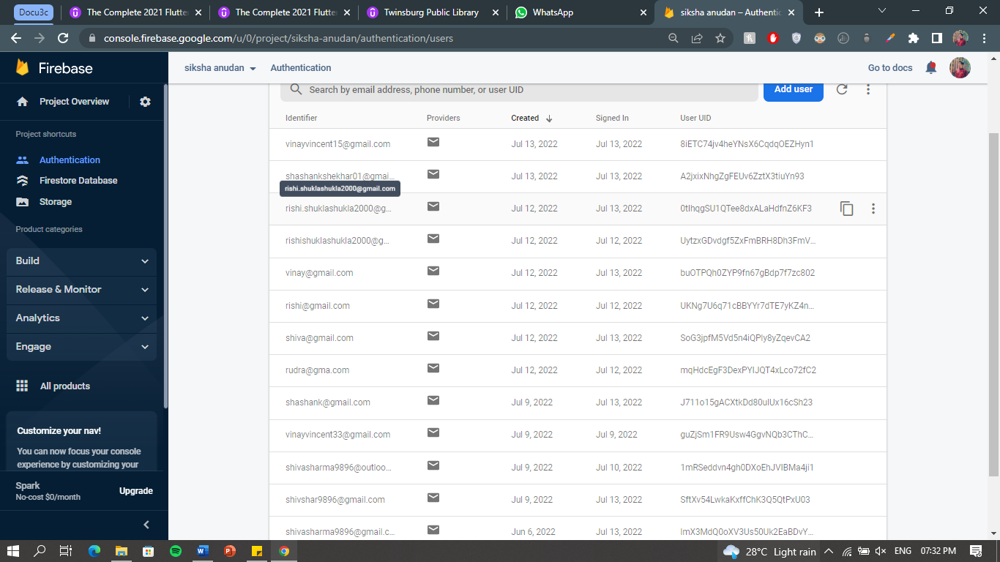 Docu3c
The Complete 2021 Flutter
The Complete 2021 Flutter
Twinsburg Public Library
WhatsApp
siksha anudan – Authentic
console.firebase.google.com/u/0/project/siksha-anudan/authentication/users
Firebase
siksha anudan
Authentication
Go to docs
Project Overview
Project shortcuts
Authentication
Firestore Database
Storage
Product categories
Build
Release & Monitor
Analytics
Engage
All products
Customize your nav!
You can now focus your console
experience by customizing your
Spark
No-cost $0/month
Upgrade
Search by email address, phone number, or user UID
Add user
Identifier Providers Created Signed In User UID
vinayvincent15@gmail.com Jul 13, 2022 Jul 13, 2022 8iETC74jv4heYNsX6CqdqOEZHyn1
shashankshekhar01@gmai... Jul 13, 2022 Jul 13, 2022 A2jxixNhgZgFEUv6ZztX3tiuYn93
rishi.shuklashukla2000@gmail.com
rishi.shuklashukla2000@g... Jul 12, 2022 Jul 13, 2022 0tIhqgSU1QTee8dxALaHdfnZ6KF3
rishishuklashukla2000@g... Jul 12, 2022 Jul 12, 2022 UytzxGDvdgf5ZxFmBRH8Dh3FmV...
vinay@gmail.com Jul 12, 2022 Jul 13, 2022 buOTPQh0ZYP9fn67gBdp7f7zc802
rishi@gmail.com Jul 12, 2022 Jul 12, 2022 UKNg7U6q71cBBYYr7dTE7yKZ4n...
shiva@gmail.com Jul 12, 2022 Jul 13, 2022 SoG3jpfM5Vd5n4iQPIy8yZqevCA2
rudra@gma.com Jul 12, 2022 Jul 12, 2022 mqHdcEgF3DexPYIJQT4xLco72fC2
shashank@gmail.com Jul 9, 2022 Jul 13, 2022 J711o15gACXtkDd80uIUx16cSh23
vinayvincent33@gmail.com Jul 9, 2022 Jul 9, 2022 guZjSm1FR9Usw4GgvNQb3CThC...
shivasharma9896@outloo... Jul 9, 2022 Jul 10, 2022 1mRSeddvn4gh0DXoEhJVIBMa4ji1
shivshar9896@gmail.com Jul 9, 2022 Jul 13, 2022 SftXv54LwkaKxffChK3Q5QtPxU03
shivasharma9896@gmail.c... Jun 6, 2022 Jul 13, 2022 ImX3MdQ0oXV3Us50Uk2EaBDvY...
28°C Light rain
ENG
07:32 PM